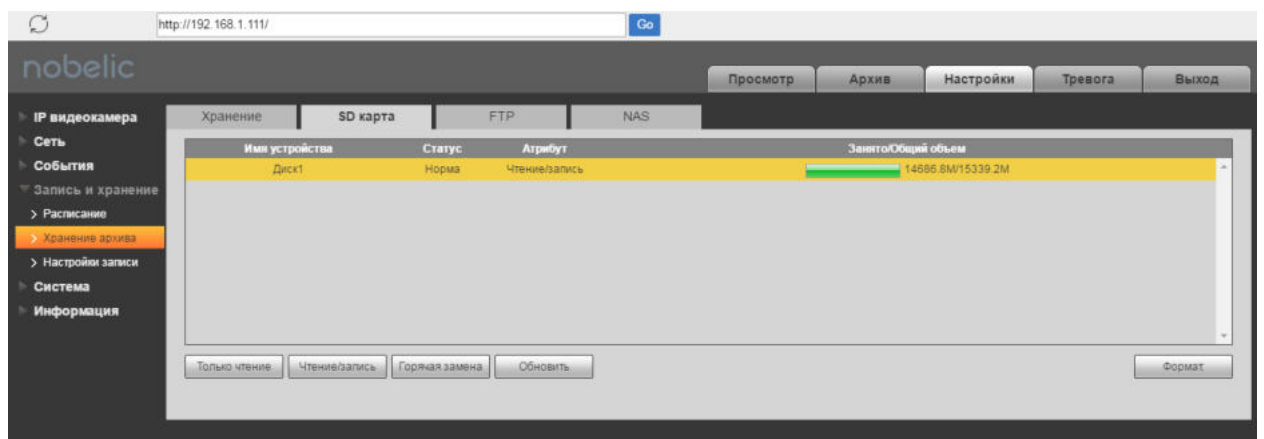 http://192.168.1.111/ Go
nobelic
Просмотр Архив Настройки Тревога Выход
IP видеокамера
Сеть
События
Запись и хранение
Расписание
Хранение архива
Настройки записи
Система
Информация
Хранение SD карта FTP NAS
Имя устройства Статус Атрибут Занято/Общий объем
Диск1 Норма Чтение/запись 14686.8M/15339.2M
Только чтение Чтение/запись Горячая замена Обновить Формат